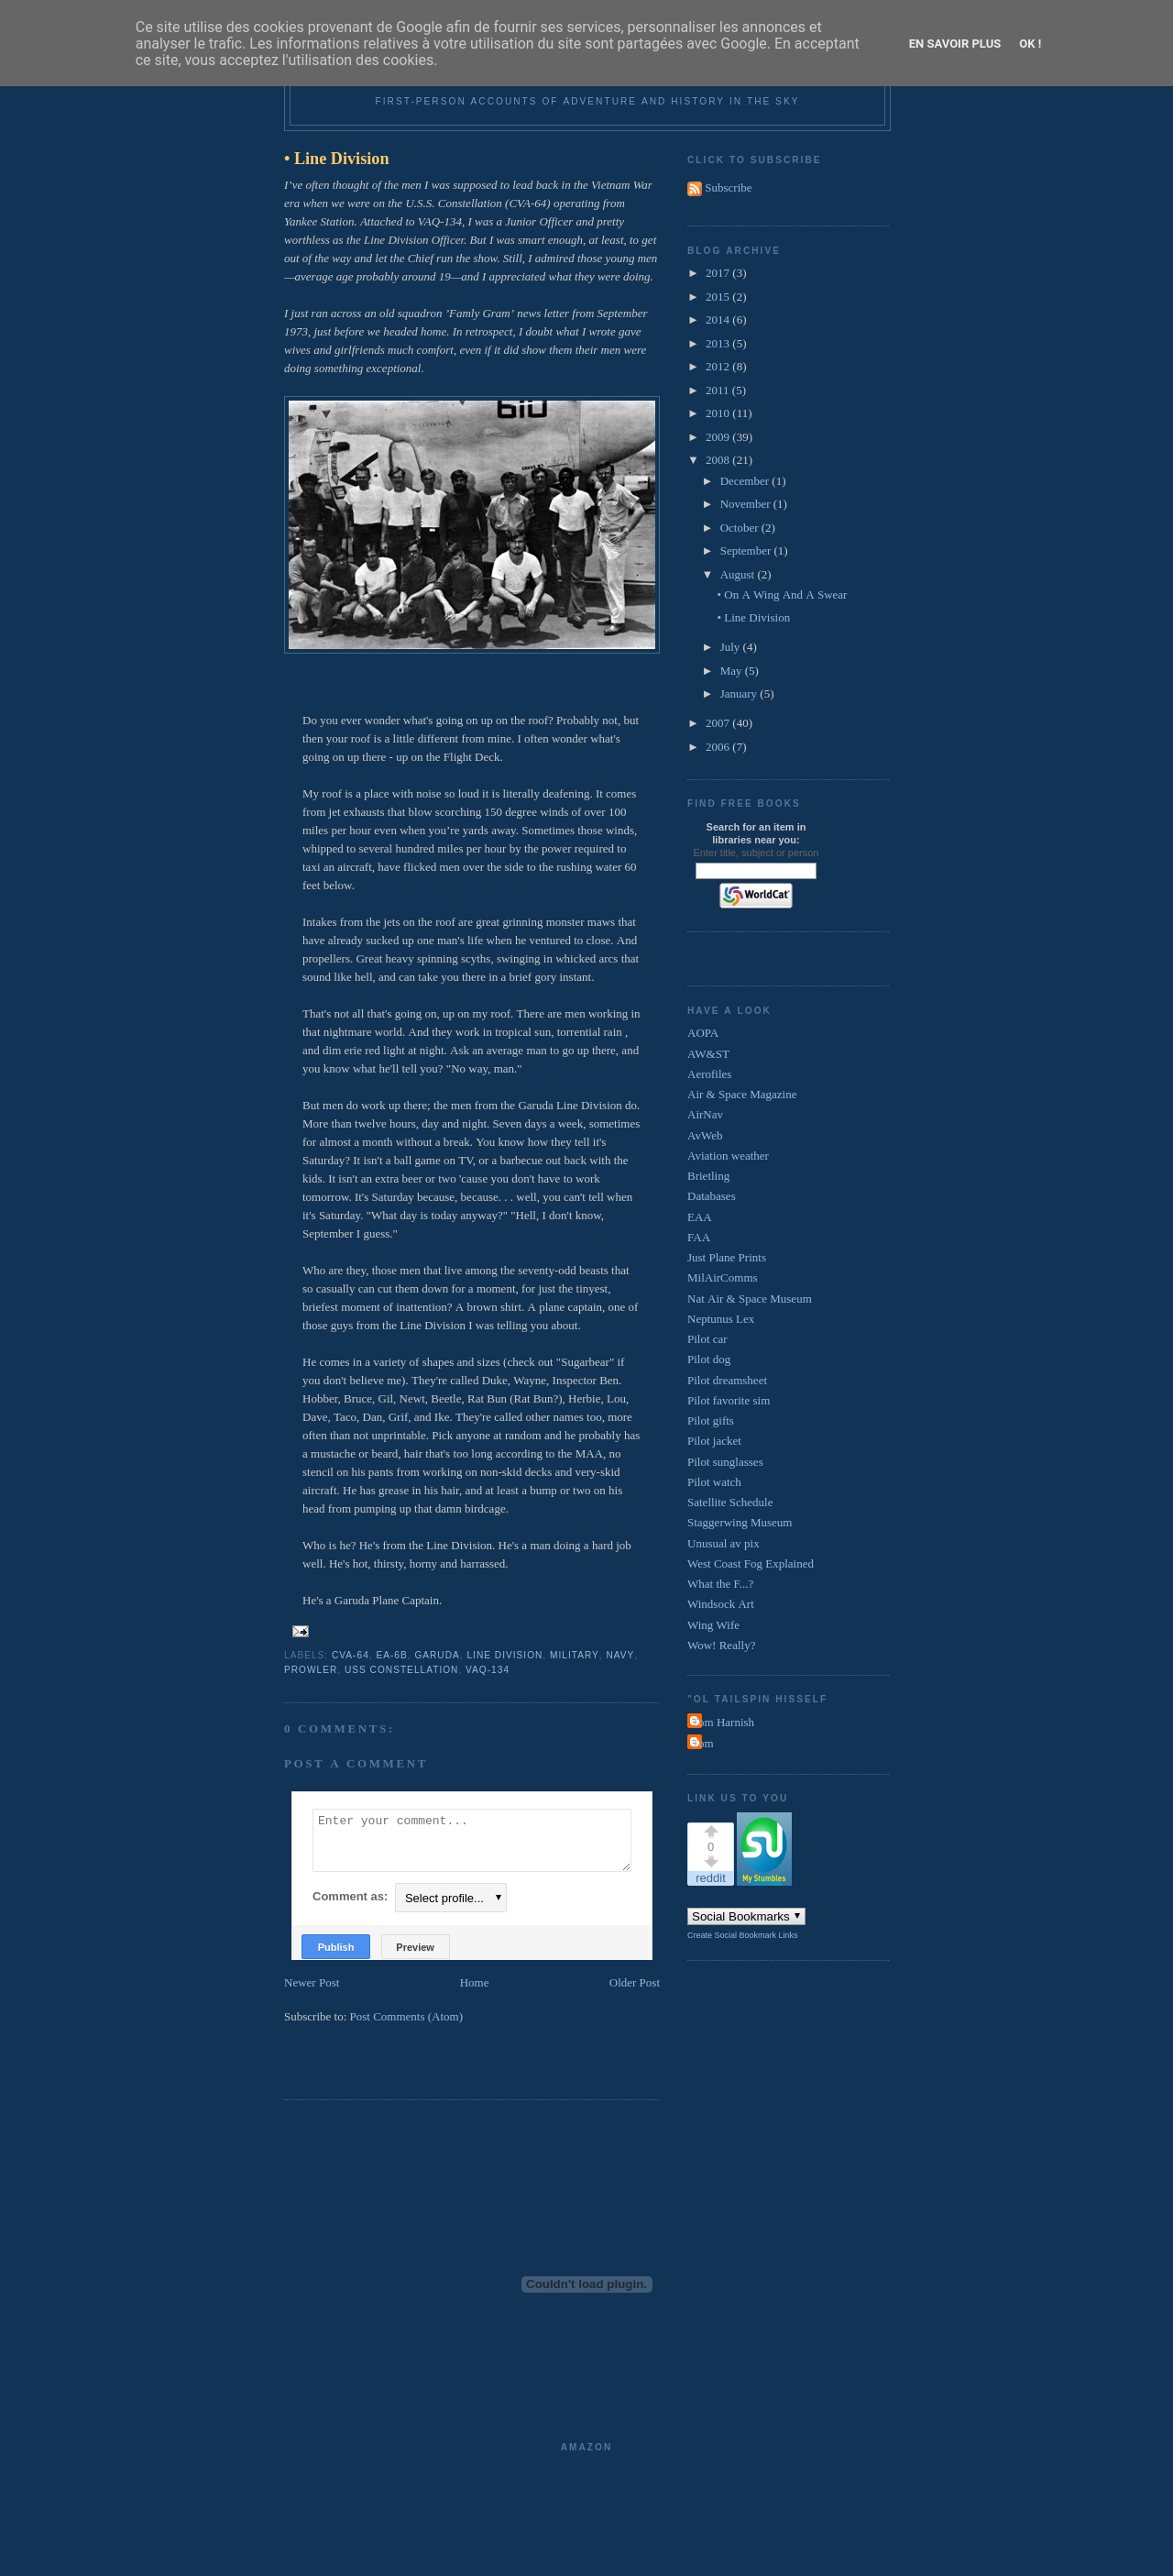 Ce site utilise des cookies provenant de Google afin de fournir ses services, personnaliser les annonces et
analyser le trafic. Les informations relatives à votre utilisation du site sont partagées avec Google. En acceptant
ce site, vous acceptez l'utilisation des cookies.
EN SAVOIR PLUS OK !
FIRST-PERSON ACCOUNTS OF ADVENTURE AND HISTORY IN THE SKY
• Line Division
I've often thought of the men I was supposed to lead back in the Vietnam War
era when we were on the U.S.S. Constellation (CVA-64) operating from
Yankee Station. Attached to VAQ-134, I was a Junior Officer and pretty
worthless as the Line Division Officer. But I was smart enough, at least, to get
out of the way and let the Chief run the show. Still, I admired those young men
—average age probably around 19—and I appreciated what they were doing.
I just ran across an old squadron 'Famly Gram' news letter from September
1973, just before we headed home. In retrospect, I doubt what I wrote gave
wives and girlfriends much comfort, even if it did show them their men were
doing something exceptional.
610
Do you ever wonder what's going on up on the roof? Probably not, but
then your roof is a little different from mine. I often wonder what's
going on up there - up on the Flight Deck.
My roof is a place with noise so loud it is literally deafening. It comes
from jet exhausts that blow scorching 150 degree winds of over 100
miles per hour even when you're yards away. Sometimes those winds,
whipped to several hundred miles per hour by the power required to
taxi an aircraft, have flicked men over the side to the rushing water 60
feet below.
Intakes from the jets on the roof are great grinning monster maws that
have already sucked up one man's life when he ventured to close. And
propellers. Great heavy spinning scyths, swinging in whicked arcs that
sound like hell, and can take you there in a brief gory instant.
That's not all that's going on, up on my roof. There are men working in
that nightmare world. And they work in tropical sun, torrential rain ,
and dim erie red light at night. Ask an average man to go up there, and
you know what he'll tell you? "No way, man."
But men do work up there; the men from the Garuda Line Division do.
More than twelve hours, day and night. Seven days a week, sometimes
for almost a month without a break. You know how they tell it's
Saturday? It isn't a ball game on TV, or a barbecue out back with the
kids. It isn't an extra beer or two 'cause you don't have to work
tomorrow. It's Saturday because, because. . . well, you can't tell when
it's Saturday. "What day is today anyway?" "Hell, I don't know,
September I guess."
Who are they, those men that live among the seventy-odd beasts that
so casually can cut them down for a moment, for just the tinyest,
briefest moment of inattention? A brown shirt. A plane captain, one of
those guys from the Line Division I was telling you about.
He comes in a variety of shapes and sizes (check out "Sugarbear" if
you don't believe me). They're called Duke, Wayne, Inspector Ben.
Hobber, Bruce, Gil, Newt, Beetle, Rat Bun (Rat Bun?), Herbie, Lou,
Dave, Taco, Dan, Grif, and Ike. They're called other names too, more
often than not unprintable. Pick anyone at random and he probably has
a mustache or beard, hair that's too long according to the MAA, no
stencil on his pants from working on non-skid decks and very-skid
aircraft. He has grease in his hair, and at least a bump or two on his
head from pumping up that damn birdcage.
Who is he? He's from the Line Division. He's a man doing a hard job
well. He's hot, thirsty, horny and harrassed.
He's a Garuda Plane Captain.
LABELS: CVA-64, EA-6B, GARUDA, LINE DIVISION, MILITARY, NAVY,
PROWLER, USS CONSTELLATION, VAQ-134
0 COMMENTS:
POST A COMMENT
Enter your comment...
Comment as: Select profile...
Publish Preview
Newer Post Home Older Post
Subscribe to: Post Comments (Atom)
CLICK TO SUBSCRIBE
Subscribe
BLOG ARCHIVE
► 2017 (3)
► 2015 (2)
► 2014 (6)
► 2013 (5)
► 2012 (8)
► 2011 (5)
► 2010 (11)
► 2009 (39)
▼ 2008 (21)
► December (1)
► November (1)
► October (2)
► September (1)
▼ August (2)
• On A Wing And A Swear
• Line Division
► July (4)
► May (5)
► January (5)
► 2007 (40)
► 2006 (7)
FIND FREE BOOKS
Search for an item in
libraries near you:
Enter title, subject or person
WorldCat
HAVE A LOOK
AOPA
AW&ST
Aerofiles
Air & Space Magazine
AirNav
AvWeb
Aviation weather
Brietling
Databases
EAA
FAA
Just Plane Prints
MilAirComms
Nat Air & Space Museum
Neptunus Lex
Pilot car
Pilot dog
Pilot dreamsheet
Pilot favorite sim
Pilot gifts
Pilot jacket
Pilot sunglasses
Pilot watch
Satellite Schedule
Staggerwing Museum
Unusual av pix
West Coast Fog Explained
What the F...?
Windsock Art
Wing Wife
Wow! Really?
"OL TAILSPIN HISSELF
om Harnish
om
LINK US TO YOU
0
reddit
My Stumbles
Social Bookmarks
Create Social Bookmark Links
Couldn't load plugin.
AMAZON